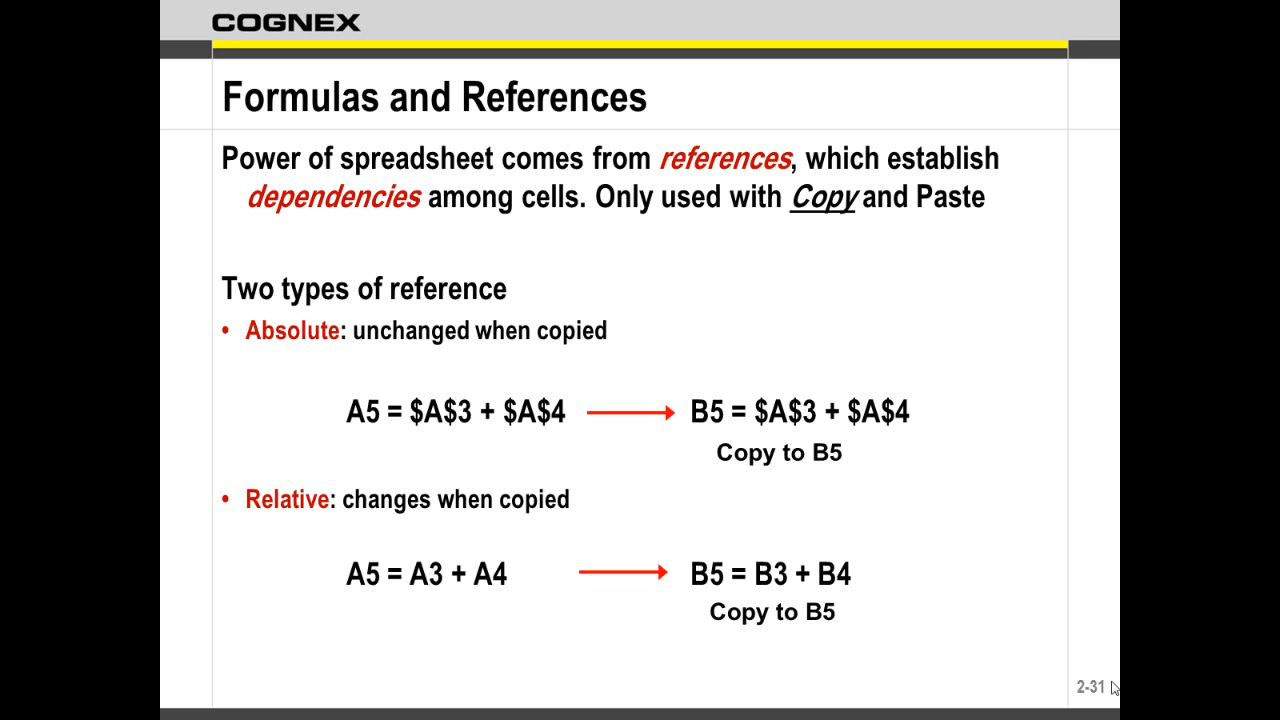 COGNEX
Formulas and References
Power of spreadsheet comes from references, which establish
dependencies among cells. Only used with Copy and Paste
Two types of reference
• Absolute: unchanged when copied
A5 = $A$3 + $A$4 → B5 = $A$3 + $A$4
Copy to B5
• Relative: changes when copied
A5 = A3 + A4 → B5 = B3 + B4
Copy to B5
2-31